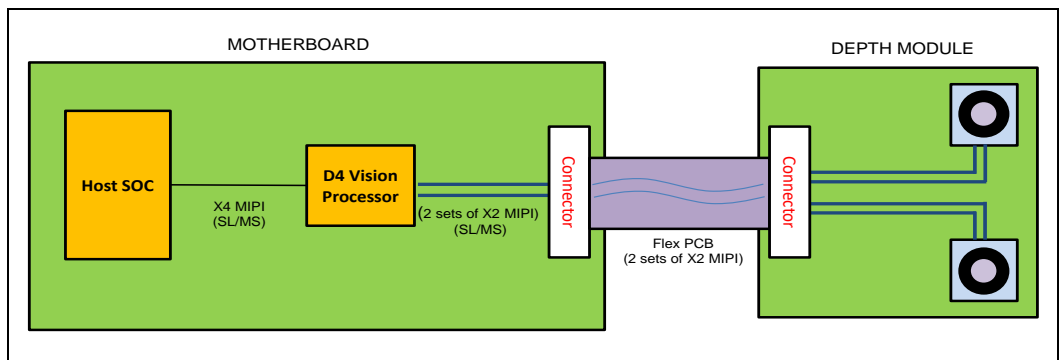 MOTHERBOARD
DEPTH MODULE
Host SOC
X4 MIPI
(SL/MS)
D4 Vision
Processor
(2 sets of X2 MIPI)
(SL/MS)
Connector
Flex PCB
(2 sets of X2 MIPI)
Connector